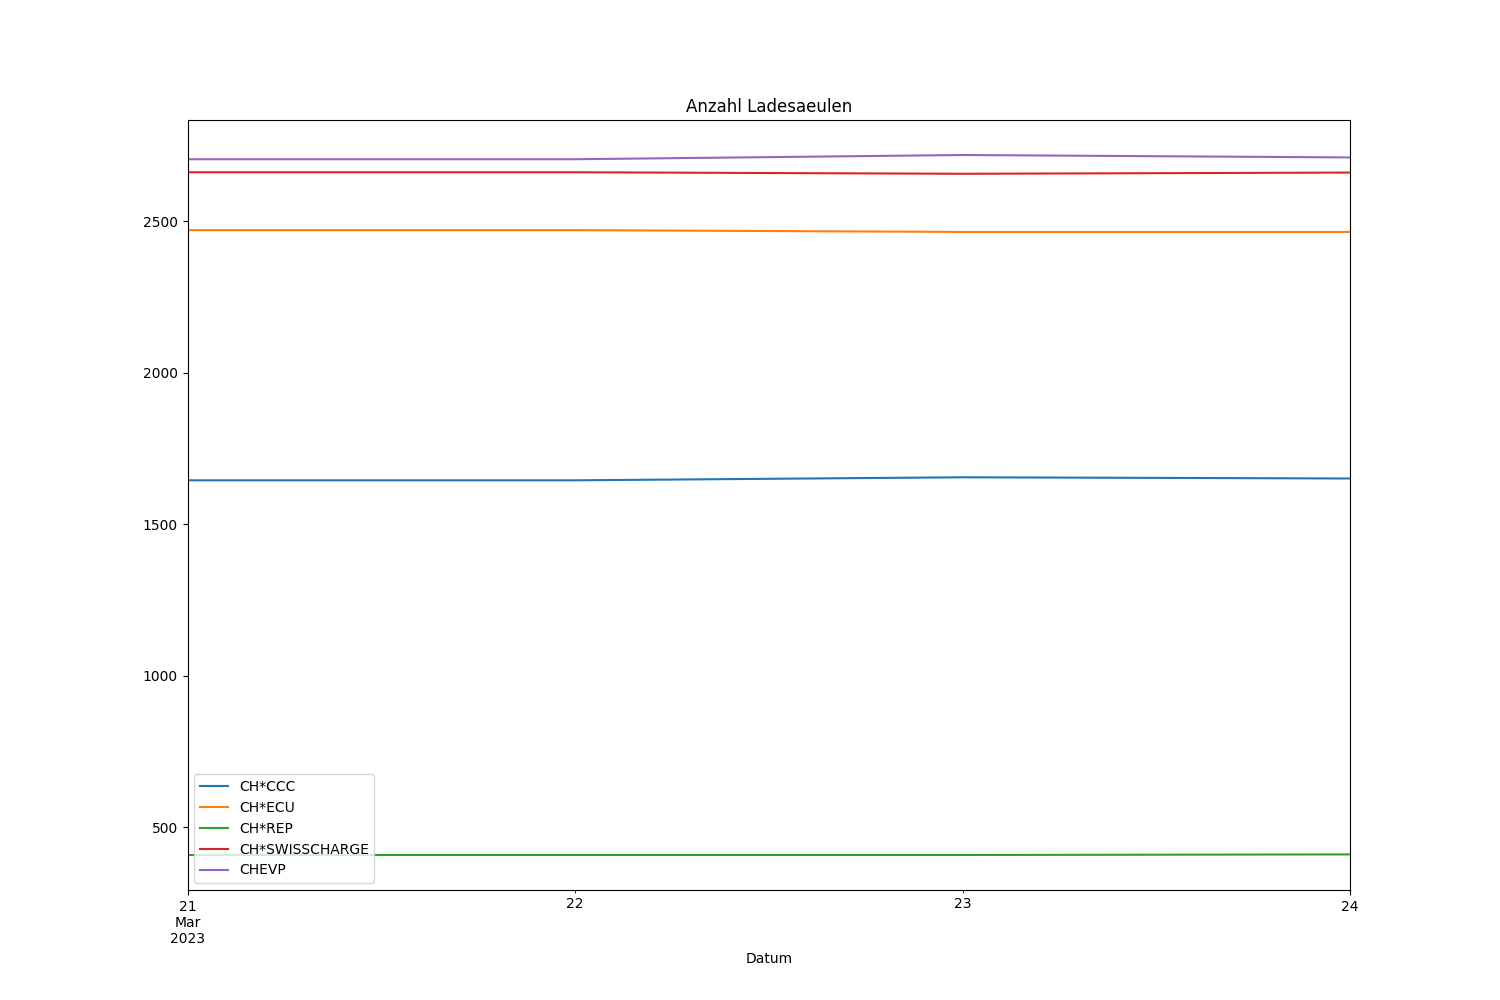 Anzahl Ladesaeulen
2500
2000
1500
1000
500
CH*CCC
CH*ECU
CH*REP
CH*SWISSCHARGE
CHEVP
21
22
23
24
Mar
2023
Datum